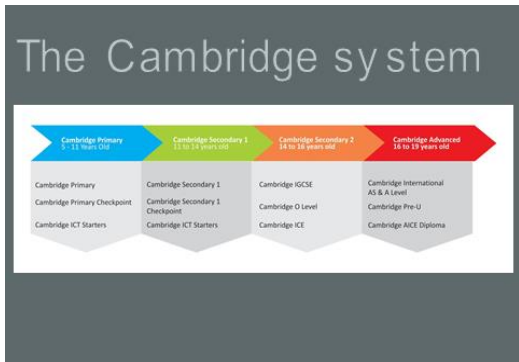 The Cambridge system
Cambridge Primary
5 - 11 Years Old
Cambridge Primary
Cambridge Primary Checkpoint
Cambridge ICT Starters
Cambridge Secondary 1
11 to 14 years old
Cambridge Secondary 1
Cambridge Secondary 1
Checkpoint
Cambridge ICT Starters
Cambridge Secondary 2
14 to 16 years old
Cambridge IGCSE
Cambridge O Level
Cambridge ICE
Cambridge Advanced
16 to 19 years old
Cambridge International
AS & A Level
Cambridge Pre-U
Cambridge AICE Diploma